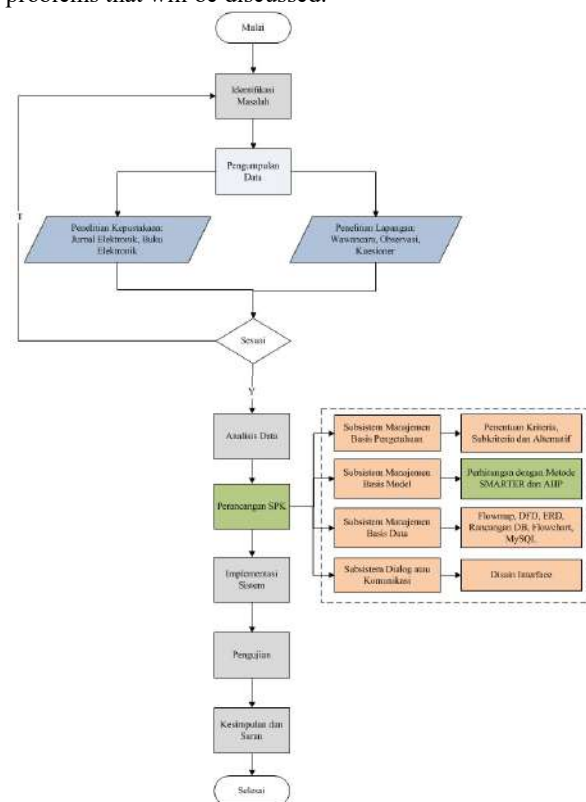 problems that will be discussed.
Mulai
Identifikasi
Masalah
Pengumpulan
Data
Penelitian Kepustakaan:
Jurnal Elektronik, Buku
Elektronik
Penelitian Lapangan:
Wawancara, Observasi,
Kuesioner
T
Sesuai
Y
Analisis Data
Perancangan SPK
Subsistem Manajemen
Basis Pengetahuan
Penentuan Kriteria,
Subkriteria dan Alternatif
Subsistem Manajemen
Basis Model
Perhitungan dengan Metode
SMARTER dan AHP
Subsistem Manajemen
Basis Data
Flowmap, DFD, ERD,
Rancangan DB, Flowchart,
MySQL
Subsistem Dialog atau
Komunikasi
Disain Interface
Implementasi
Sistem
Pengujian
Kesimpulan dan
Saran
Selesai